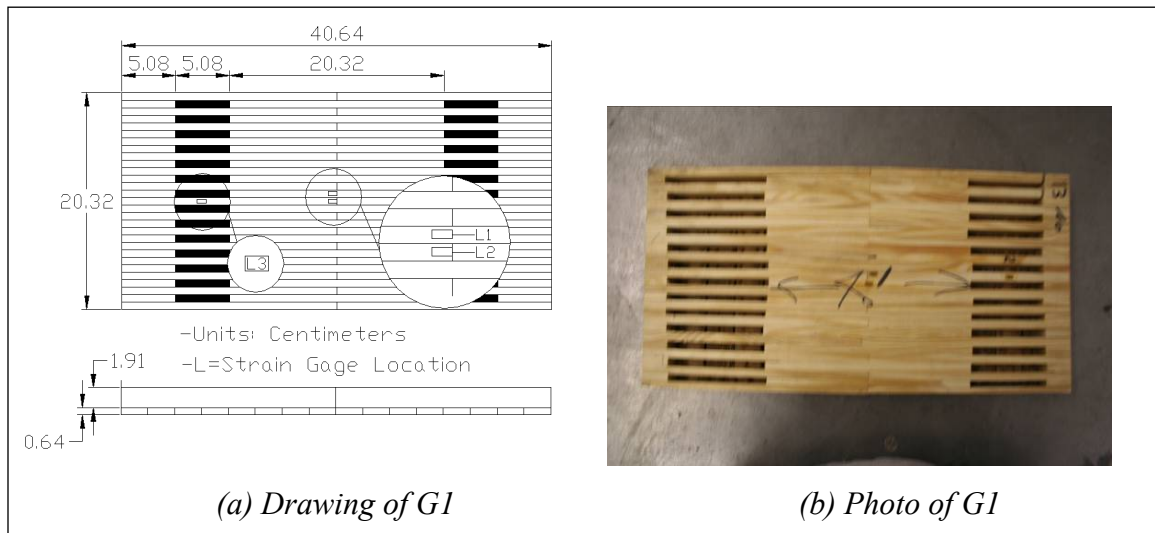 40.64
5.08 5.08 20.32
20.32
L1
L2
L3
-Units: Centimeters
-L=Strain Gage Location
1.91
0.64
(a) Drawing of G1
(b) Photo of G1